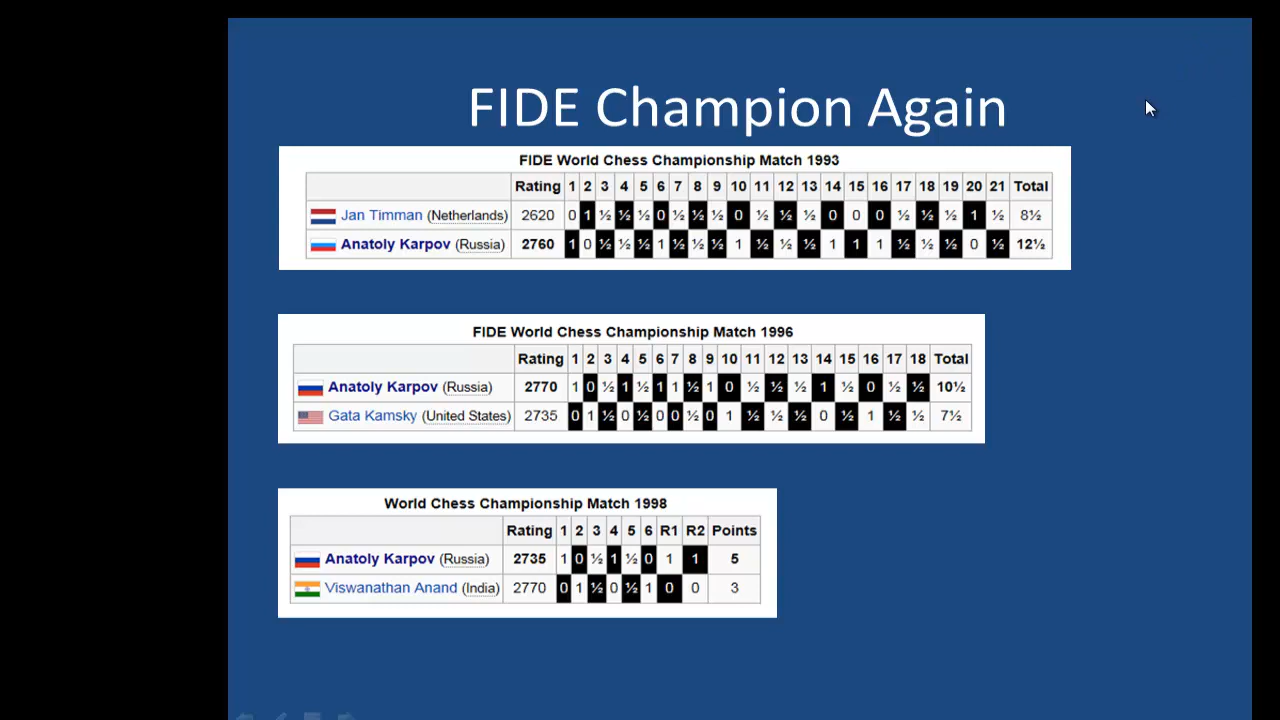 FIDE Champion Again
FIDE World Chess Championship Match 1993
Rating 1 2 3 4 5 6 7 8 9 10 11 12 13 14 15 16 17 18 19 20 21 Total
Jan Timman (Netherlands) 2620 0 1 ½ ½ ½ 0 ½ ½ ½ 0 ½ ½ ½ 0 0 0 ½ ½ ½ 1 ½ 8½
Anatoly Karpov (Russia) 2760 1 0 ½ ½ ½ 1 ½ ½ ½ 1 ½ ½ ½ 1 1 1 ½ ½ ½ 0 ½ 12½
FIDE World Chess Championship Match 1996
Rating 1 2 3 4 5 6 7 8 9 10 11 12 13 14 15 16 17 18 Total
Anatoly Karpov (Russia) 2770 1 0 ½ 1 ½ 1 1 ½ 1 0 ½ ½ ½ 1 ½ 0 ½ ½ 10½
Gata Kamsky (United States) 2735 0 1 ½ 0 ½ 0 0 ½ 0 1 ½ ½ ½ 0 ½ 1 ½ ½ 7½
World Chess Championship Match 1998
Rating 1 2 3 4 5 6 R1 R2 Points
Anatoly Karpov (Russia) 2735 1 0 ½ 1 ½ 0 1 1 5
Viswanathan Anand (India) 2770 0 1 ½ 0 ½ 1 0 0 3